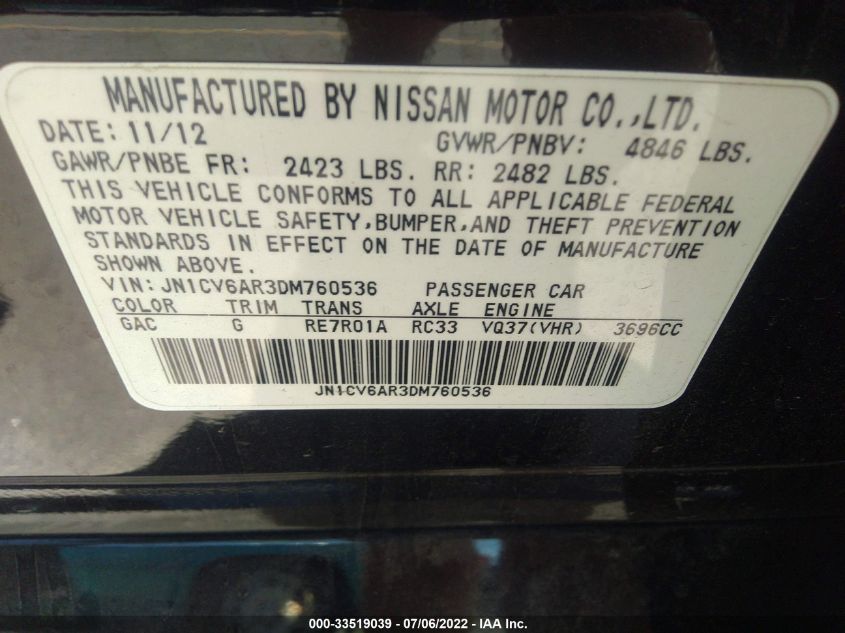 MANUFACTURED BY NISSAN MOTOR CO.,LTD.
DATE: 11/12 GVWR/PNBV: 4846 LBS.
GAWR/PNBE FR: 2423 LBS. RR: 2482 LBS.
THIS VEHICLE CONFORMS TO ALL APPLICABLE FEDERAL
MOTOR VEHICLE SAFETY,BUMPER,AND THEFT PREVENTION
STANDARDS IN EFFECT ON THE DATE OF MANUFACTURE
SHOWN ABOVE.
VIN:JN1CV6AR3DM760536 PASSENGER CAR
COLOR TRIM TRANS AXLE ENGINE
GAC G RE7R01A RC33 VQ37(VHR) 3696CC
JN1CV6AR3DM760536
000-33519039 - 07/06/2022 - IAA Inc.